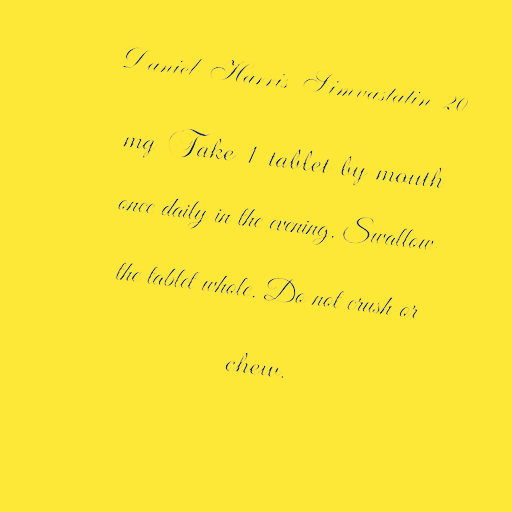 Daniel Harris Simvastatin 20
mg Take 1 tablet by mouth
once daily in the evening. Swallow
the tablet whole. Do not crush or
chew.